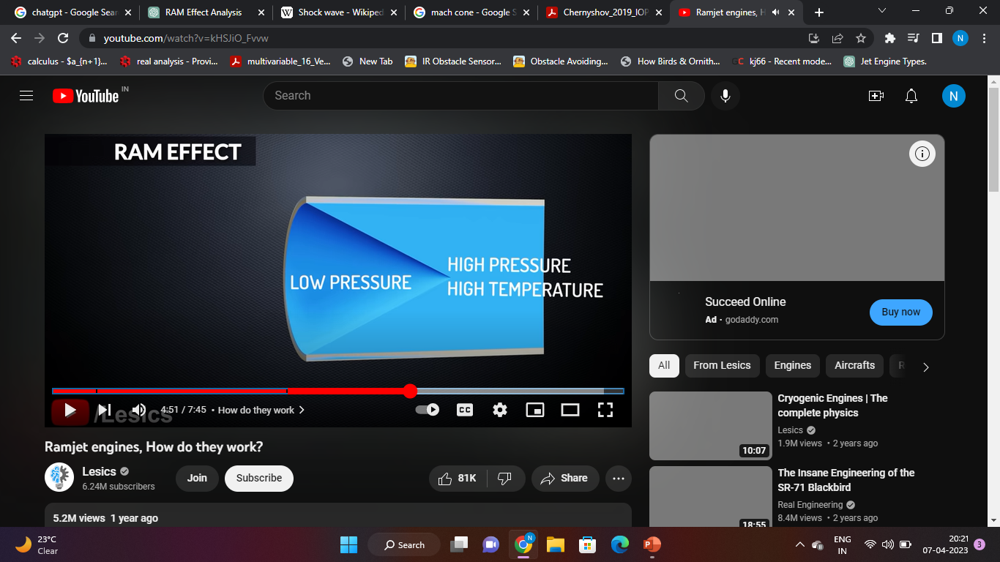 chatgpt - Google Sear
RAM Effect Analysis
Shock wave - Wikiped
mach cone - Google S
Chernyshov_2019_IOP
Ramjet engines, H
youtube.com/watch?v=kHSJiO_Fvvw
N
calculus - $a_{n+1}...
real analysis - Provi...
multivariable_16_Ve...
New Tab
IR Obstacle Sensor...
Obstacle Avoiding...
How Birds & Ornith...
GC kj66 - Recent mode...
Jet Engine Types.
YouTube IN
Search
N
RAM EFFECT
LOW PRESSURE
HIGH PRESSURE
HIGH TEMPERATURE
/Lesics
4:51 / 7:45 • How do they work
CC
Ramjet engines, How do they work?
Lesics
6.24M subscribers
Join
Subscribe
81K
Share
5.2M views 1 year ago
Succeed Online
Ad • godaddy.com
Buy now
All
From Lesics
Engines
Aircrafts
R
10:07
Cryogenic Engines | The
complete physics
Lesics
1.9M views • 2 years ago
18:55
The Insane Engineering of the
SR-71 Blackbird
Real Engineering
8.4M views • 2 years ago
23°C
Clear
Search
N
ENG
IN
20:21
07-04-2023
3